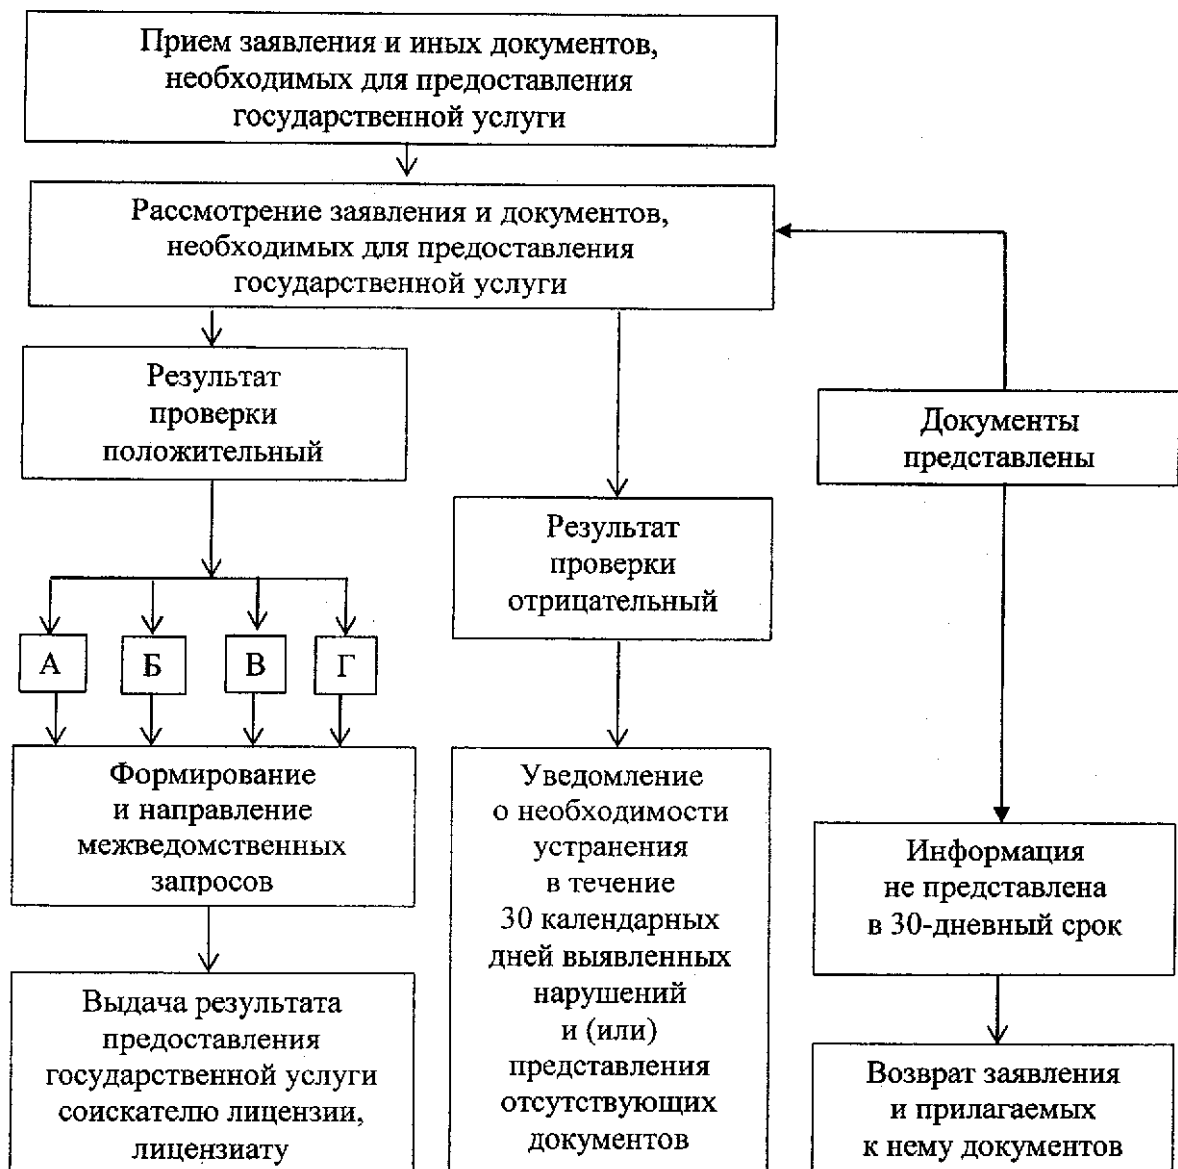 Прием заявления и иных документов,
необходимых для предоставления
государственной услуги
Рассмотрение заявления и документов,
необходимых для предоставления
государственной услуги
Результат
проверки
положительный
Документы
представлены
Результат
проверки
отрицательный
А
Б
В
Г
Формирование
и направление
межведомственных
запросов
Уведомление
о необходимости
устранения
в течение
30 календарных
дней выявленных
нарушений
и (или)
представления
отсутствующих
документов
Информация
не представлена
в 30-дневный срок
Выдача результата
предоставления
государственной услуги
соискателю лицензии,
лицензиату
Возврат заявления
и прилагаемых
к нему документов